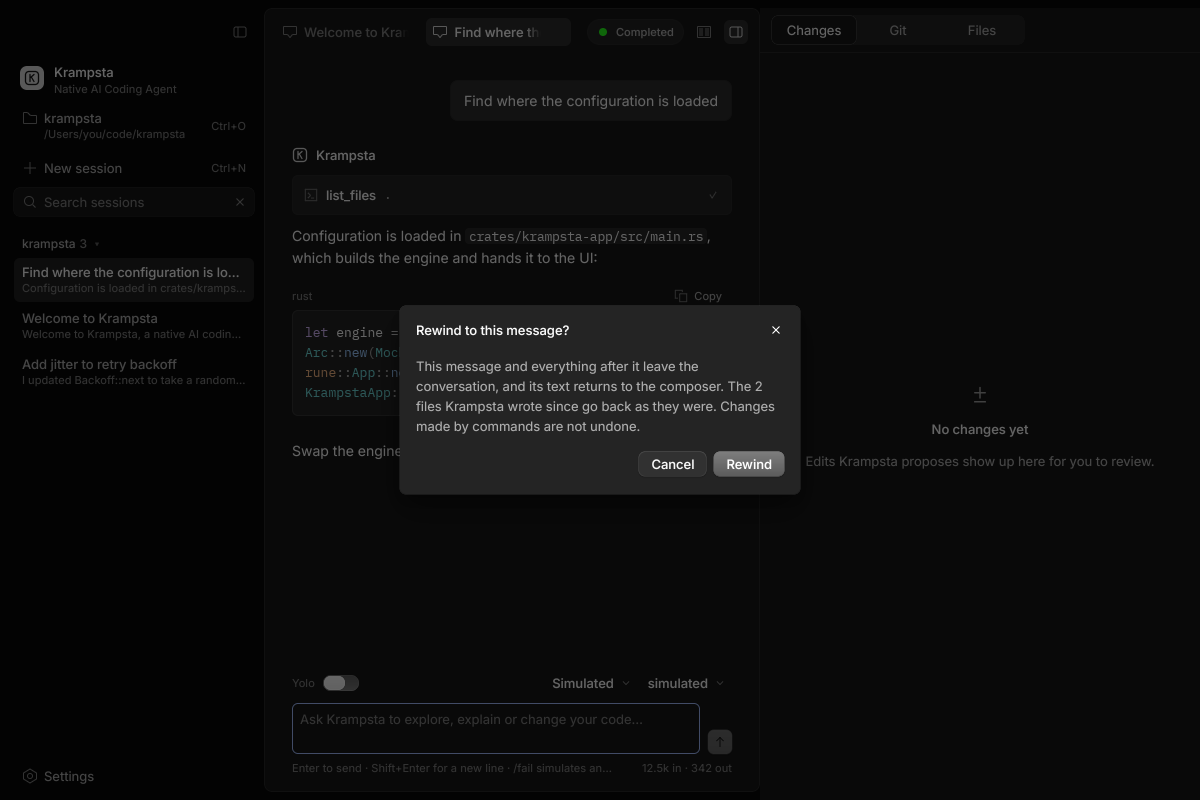 Krampsta
Native AI Coding Agent
krampsta
/Users/you/code/krampsta
Ctrl+O
New session
Ctrl+N
Search sessions
krampsta 3
Find where the configuration is lo...
Configuration is loaded in crates/kramps...
Welcome to Krampsta
Welcome to Krampsta, a native AI codin...
Add jitter to retry backoff
I updated Backoff::next to take a random...
Settings
Welcome to Kra
Find where th
Completed
Find where the configuration is loaded
Krampsta
list_files .
Configuration is loaded in crates/krampsta-app/src/main.rs,
which builds the engine and hands it to the UI:
rust
Copy
let engine =
Arc::new(Moc
rune::App::n
KrampstaApp:
Swap the engine
Rewind to this message?
This message and everything after it leave the
conversation, and its text returns to the composer. The 2
files Krampsta wrote since go back as they were. Changes
made by commands are not undone.
Cancel
Rewind
Yolo
Simulated
simulated
Ask Krampsta to explore, explain or change your code...
Enter to send · Shift+Enter for a new line · /fail simulates an...
12.5k in · 342 out
Changes
Git
Files
No changes yet
Edits Krampsta proposes show up here for you to review.